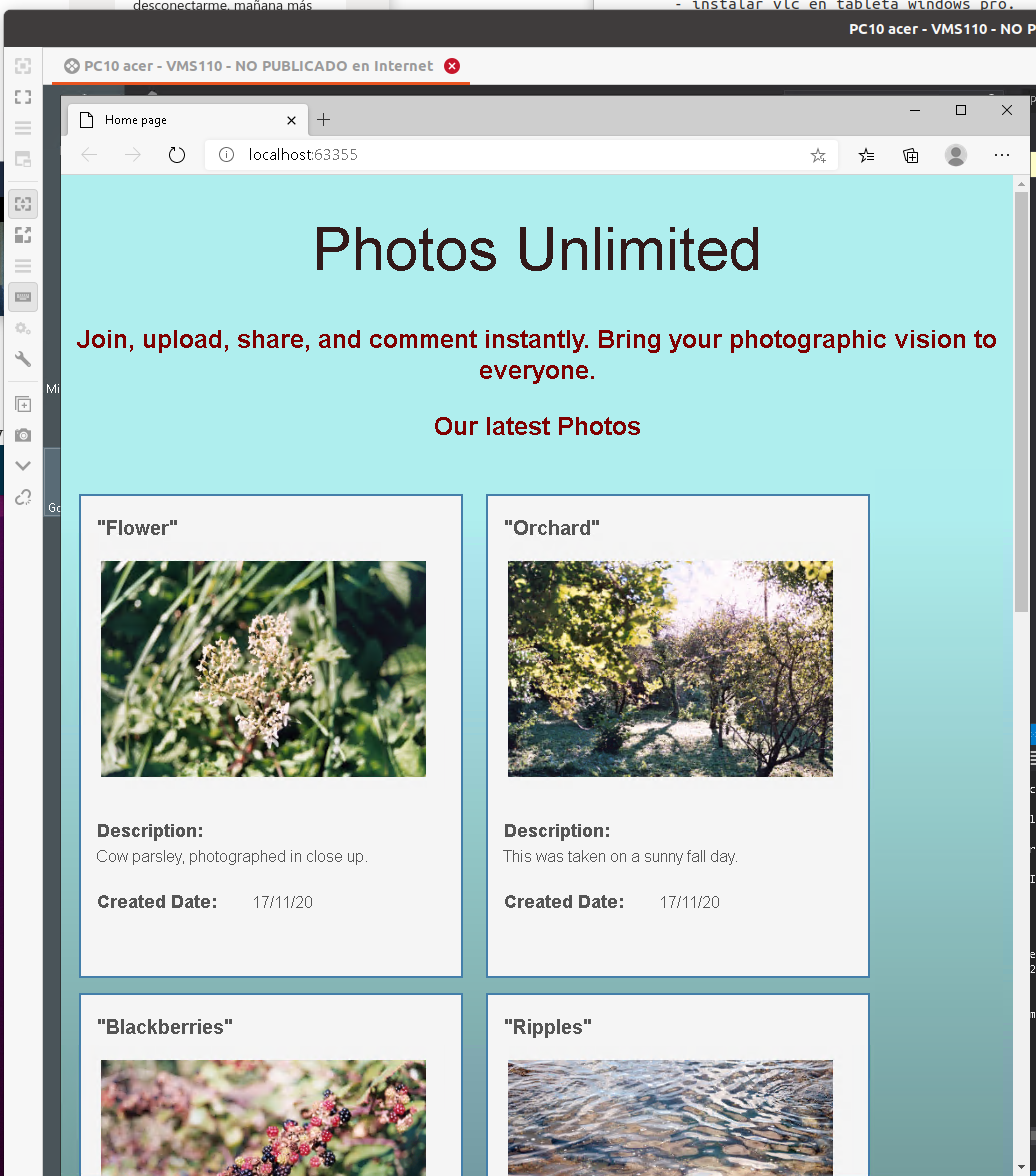 desconectarme, mañana más
- instalar vlc en tableta windows pro.
PC10 acer - VMS110 - NO P
PC10 acer - VMS110 - NO PUBLICADO en Internet
Home page
localhost:63355
Photos Unlimited
Join, upload, share, and comment instantly. Bring your photographic vision to
everyone.
Our latest Photos
Mi
Go
"Flower"
"Orchard"
Description:
Cow parsley, photographed in close up.
Created Date: 17/11/20
Description:
This was taken on a sunny fall day.
Created Date: 17/11/20
"Blackberries"
"Ripples"